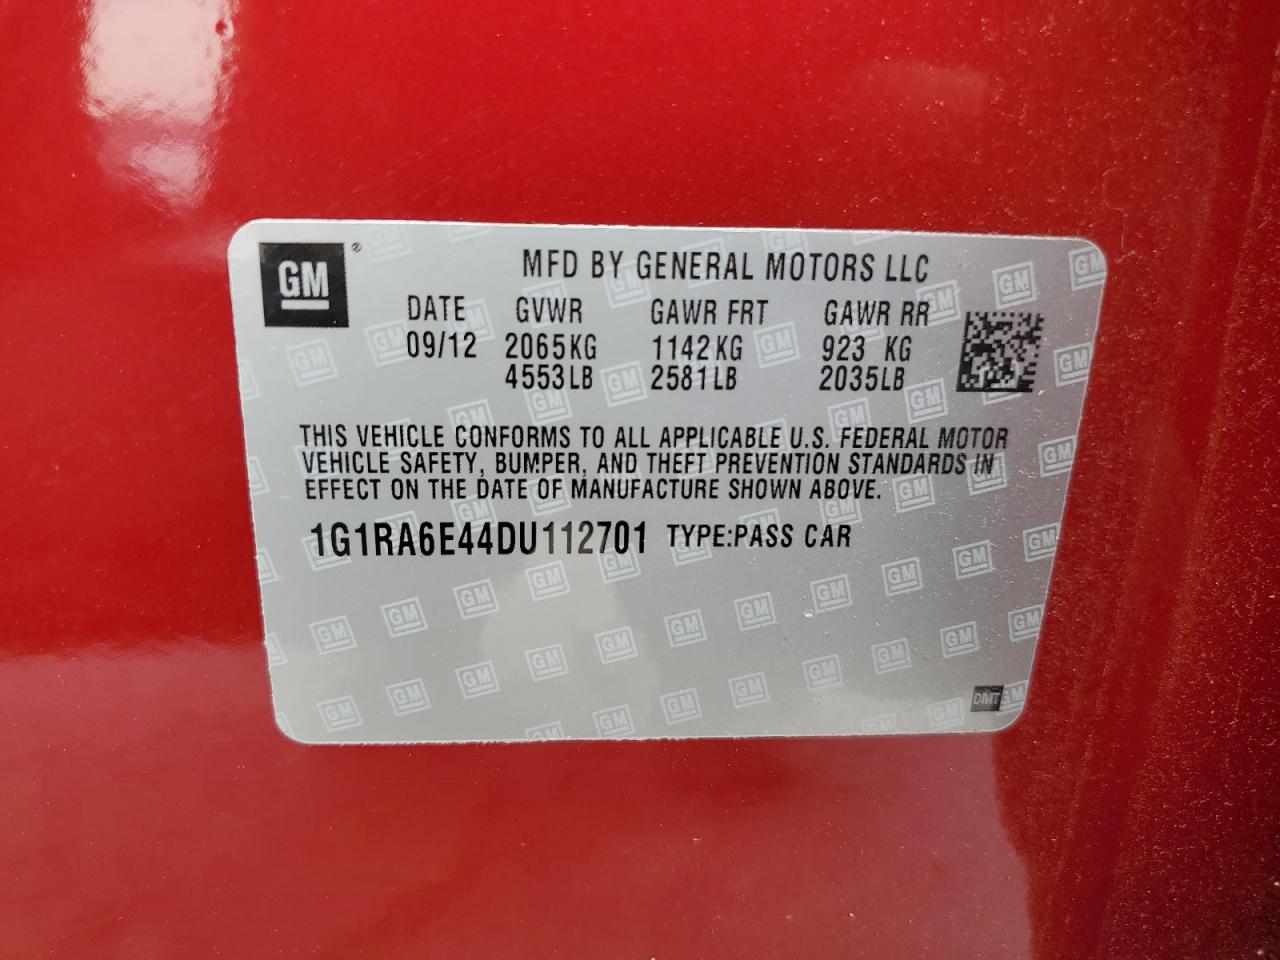 GM ®
MFD BY GENERAL MOTORS LLC
DATE GVWR GAWR FRT GAWR RR
09/12 2065KG 1142KG 923 KG
4553LB 2581LB 2035LB
THIS VEHICLE CONFORMS TO ALL APPLICABLE U.S. FEDERAL MOTOR
VEHICLE SAFETY, BUMPER, AND THEFT PREVENTION STANDARDS IN
EFFECT ON THE DATE OF MANUFACTURE SHOWN ABOVE.
1G1RA6E44DU112701 TYPE:PASS CAR
DMT